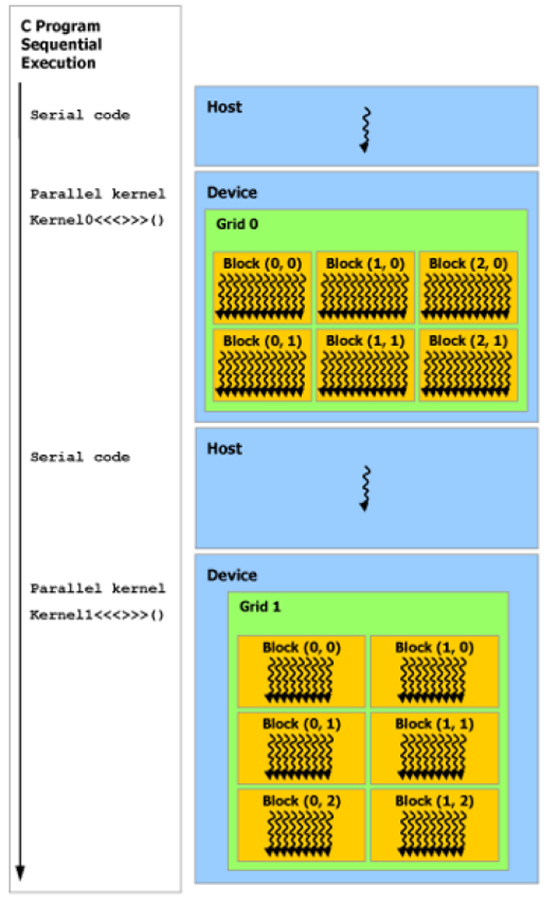 C Program
Sequential
Execution
Serial code
Host
Parallel kernel
Kernel0<<<>>>()
Device
Grid 0
Block (0, 0) Block (1, 0) Block (2, 0)
Block (0, 1) Block (1, 1) Block (2, 1)
Serial code
Host
Parallel kernel
Kernel1<<<>>>()
Device
Grid 1
Block (0, 0) Block (1, 0)
Block (0, 1) Block (1, 1)
Block (0, 2) Block (1, 2)